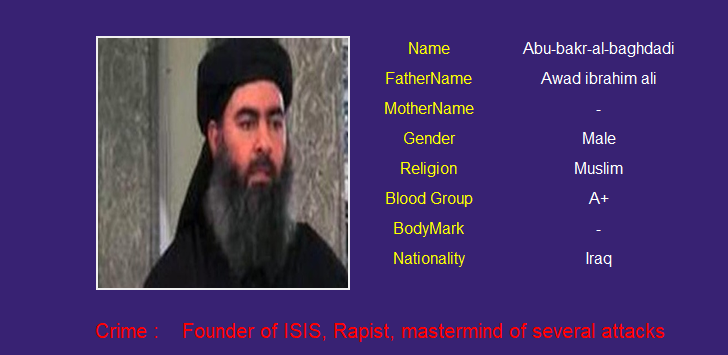 Name Abu-bakr-al-baghdadi
FatherName Awad ibrahim ali
MotherName -
Gender Male
Religion Muslim
Blood Group A+
BodyMark -
Nationality Iraq
Crime : Founder of ISIS, Rapist, mastermind of several attacks